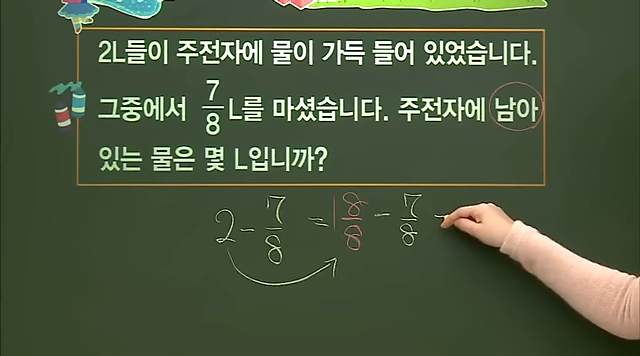 2L들이 주전자에 물이 가득 들어 있었습니다.
그중에서 7/8 L를 마셨습니다. 주전자에 남아
있는 물은 몇 L입니까?
2 - 7/8 = 1 8/8 - 7/8 -